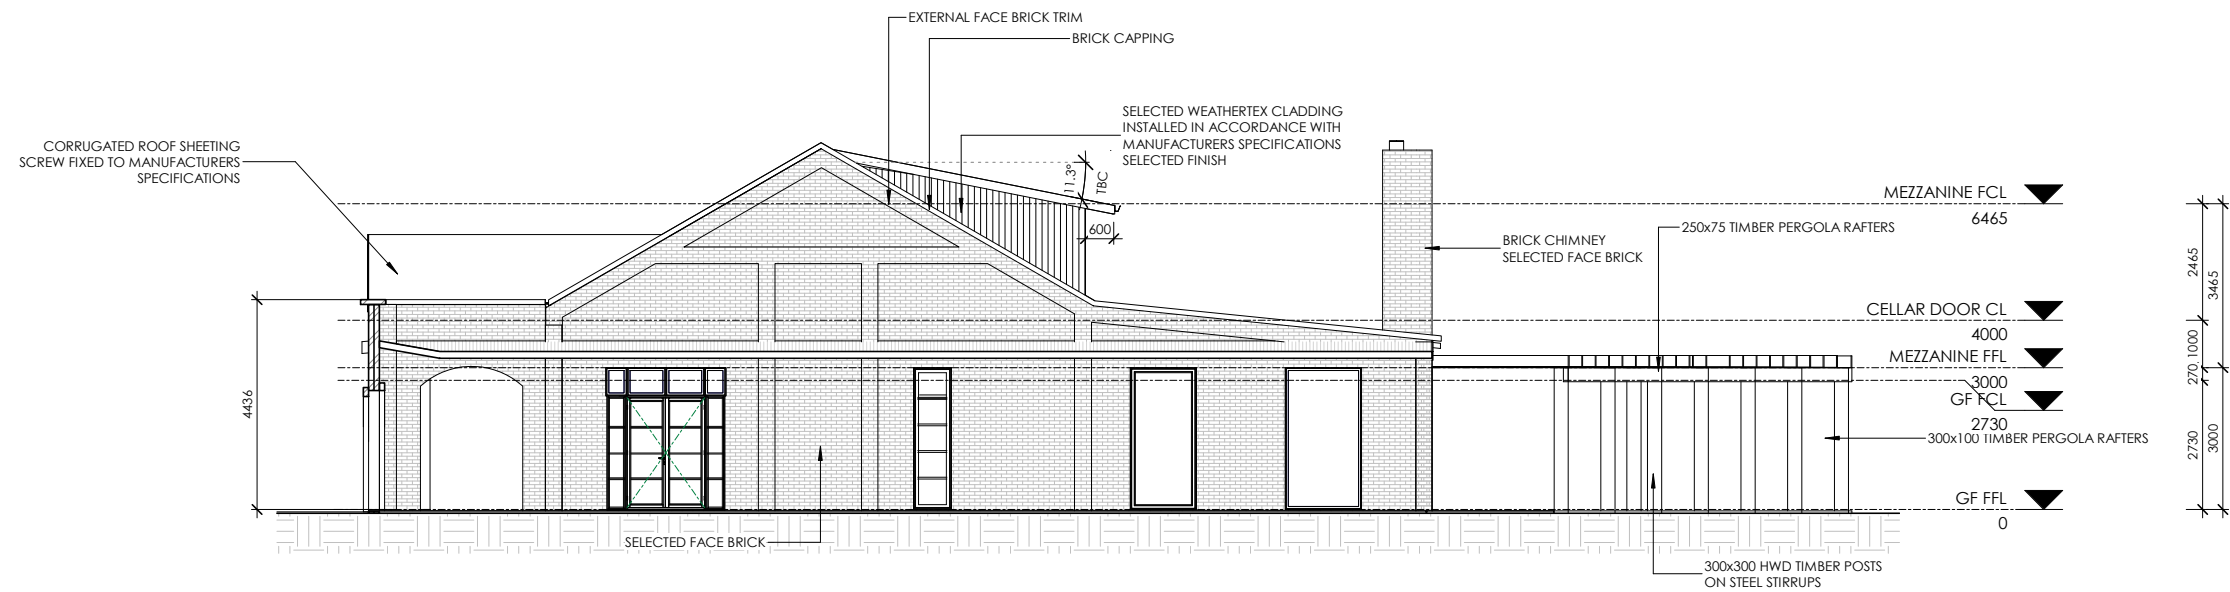 EXTERNAL FACE BRICK TRIM
BRICK CAPPING
SELECTED WEATHERTEX CLADDING
INSTALLED IN ACCORDANCE WITH
MANUFACTURERS SPECIFICATIONS
SELECTED FINISH
CORRUGATED ROOF SHEETING
SCREW FIXED TO MANUFACTURERS
SPECIFICATIONS
11.3°
TBC
600
MEZZANINE FCL
6465
250x75 TIMBER PERGOLA RAFTERS
BRICK CHIMNEY
SELECTED FACE BRICK
2465
3465
CELLAR DOOR CL
4000
MEZZANINE FFL
3000
1000
270
GF FCL
2730
4436
300x100 TIMBER PERGOLA RAFTERS
2730
3000
GF FFL
0
SELECTED FACE BRICK
300x300 HWD TIMBER POSTS
ON STEEL STIRRUPS